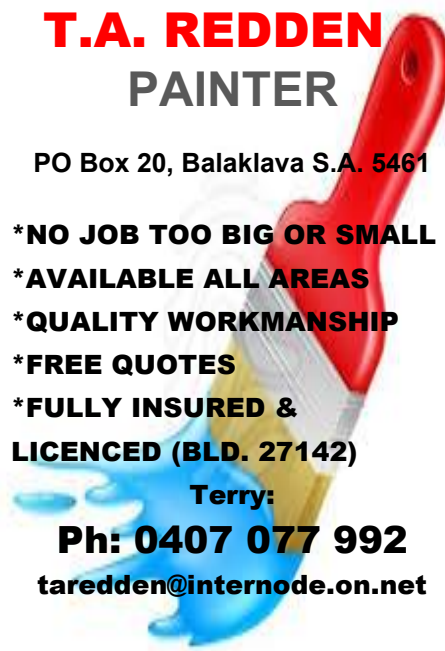 T.A. REDDEN
PAINTER
PO Box 20, Balaklava S.A. 5461
*NO JOB TOO BIG OR SMALL
*AVAILABLE ALL AREAS
*QUALITY WORKMANSHIP
*FREE QUOTES
*FULLY INSURED &
LICENCED (BLD. 27142)
Terry:
Ph: 0407 077 992
taredden@internode.on.net